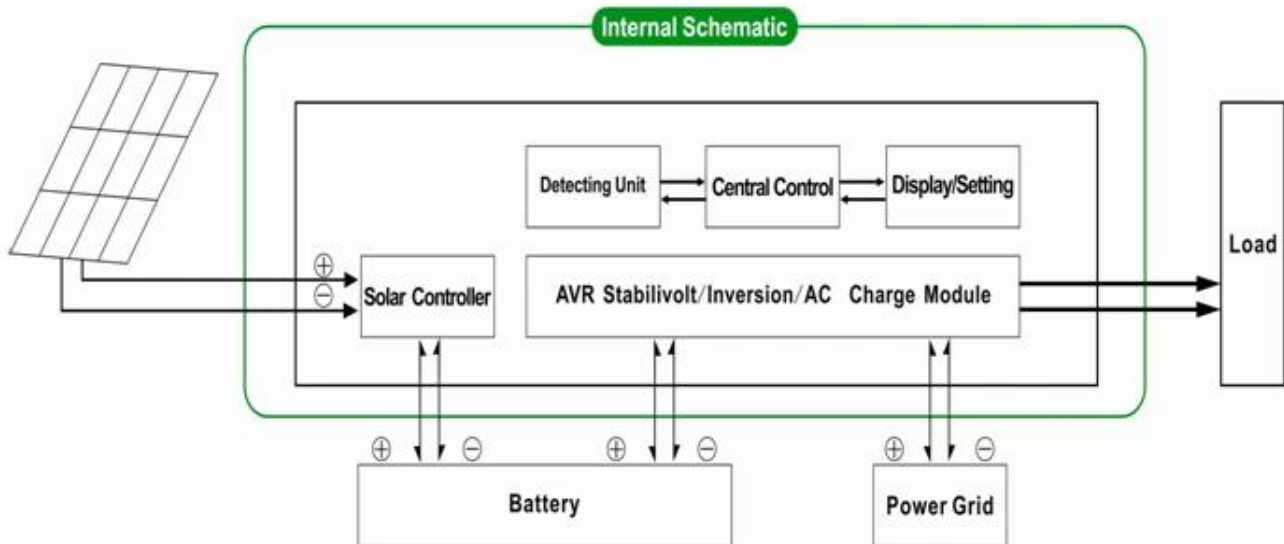 Internal Schematic
Detecting Unit
Central Control
Display/Setting
Load
⊕
⊖
Solar Controller
AVR Stabilivolt/Inversion/AC Charge Module
⊕
⊖
⊕
⊖
⊕
⊖
Battery
Power Grid